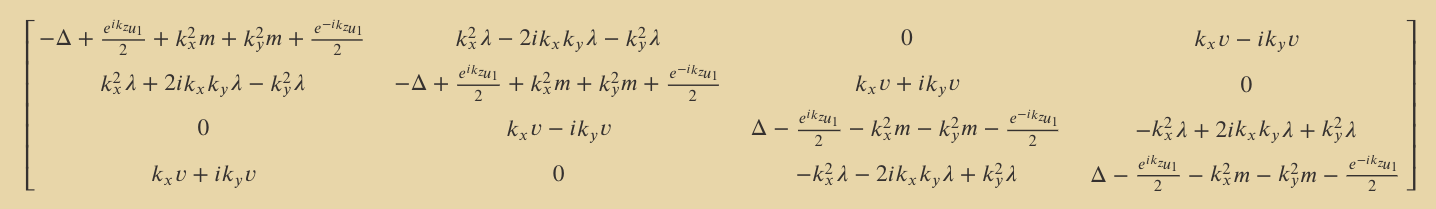 −Δ + e^{ik_z u_1}/2 + k_x^2 m + k_y^2 m + e^{−ik_z u_1}/2    k_x^2 λ − 2ik_x k_y λ − k_y^2 λ    0    k_x v − ik_y v
k_x^2 λ + 2ik_x k_y λ − k_y^2 λ    −Δ + e^{ik_z u_1}/2 + k_x^2 m + k_y^2 m + e^{−ik_z u_1}/2    k_x v + ik_y v    0
0    k_x v − ik_y v    Δ − e^{ik_z u_1}/2 − k_x^2 m − k_y^2 m − e^{−ik_z u_1}/2    −k_x^2 λ + 2ik_x k_y λ + k_y^2 λ
k_x v + ik_y v    0    −k_x^2 λ − 2ik_x k_y λ + k_y^2 λ    Δ − e^{ik_z u_1}/2 − k_x^2 m − k_y^2 m − e^{−ik_z u_1}/2